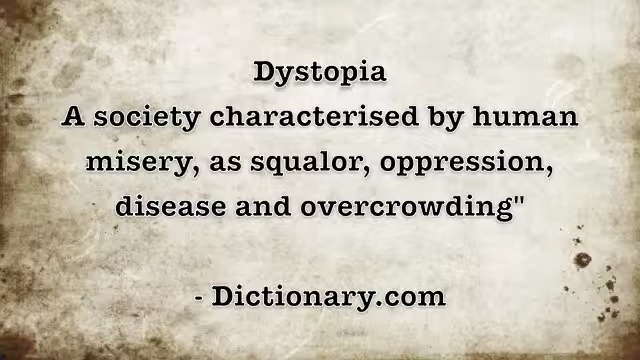 Dystopia
A society characterised by human
misery, as squalor, oppression,
disease and overcrowding"
- Dictionary.com